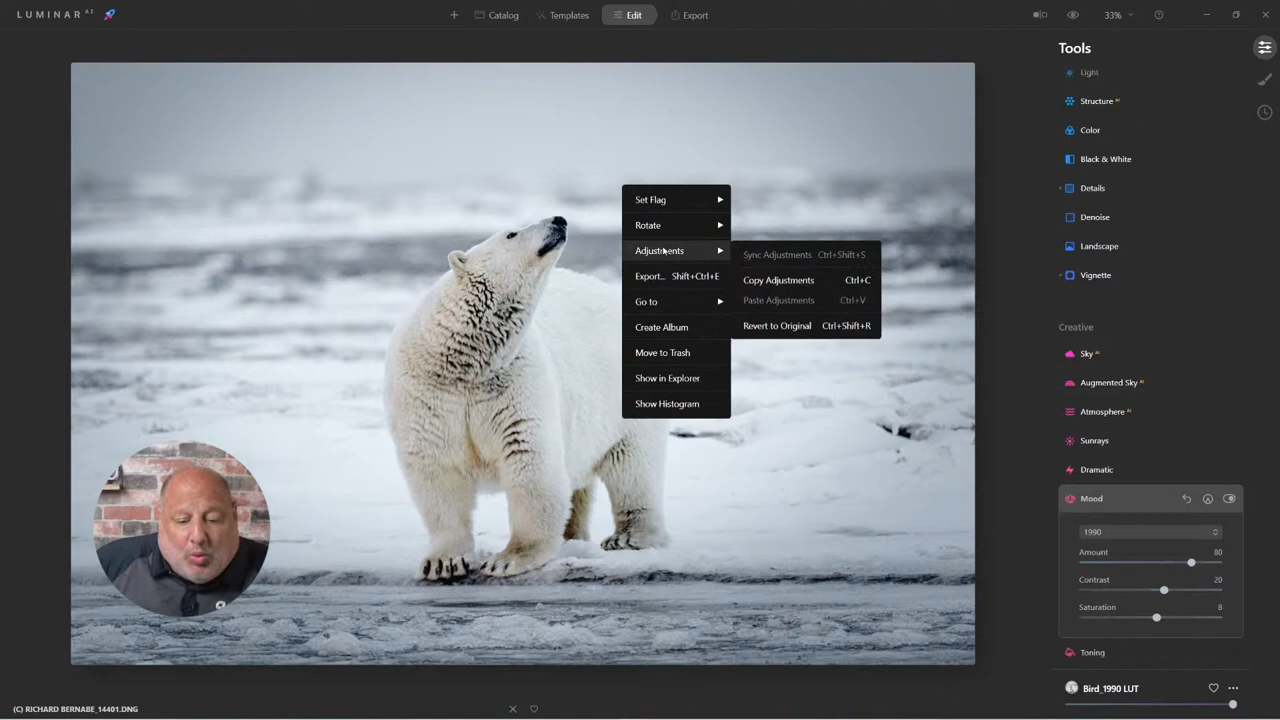 LUMINAR AI
Catalog
Templates
Edit
Export
33%
Tools
Light
Structure AI
Color
Black & White
Details
Denoise
Landscape
Vignette
Creative
Sky AI
Augmented Sky AI
Atmosphere AI
Sunrays
Dramatic
Mood
1990
Amount 80
Contrast 20
Saturation 8
Toning
Bird_1990 LUT
Set Flag
Rotate
Adjustments
Export... Shift+Ctrl+E
Go to
Create Album
Move to Trash
Show in Explorer
Show Histogram
Sync Adjustments Ctrl+Shift+S
Copy Adjustments Ctrl+C
Paste Adjustments Ctrl+V
Revert to Original Ctrl+Shift+R
(C) RICHARD BERNABE_14401.DNG